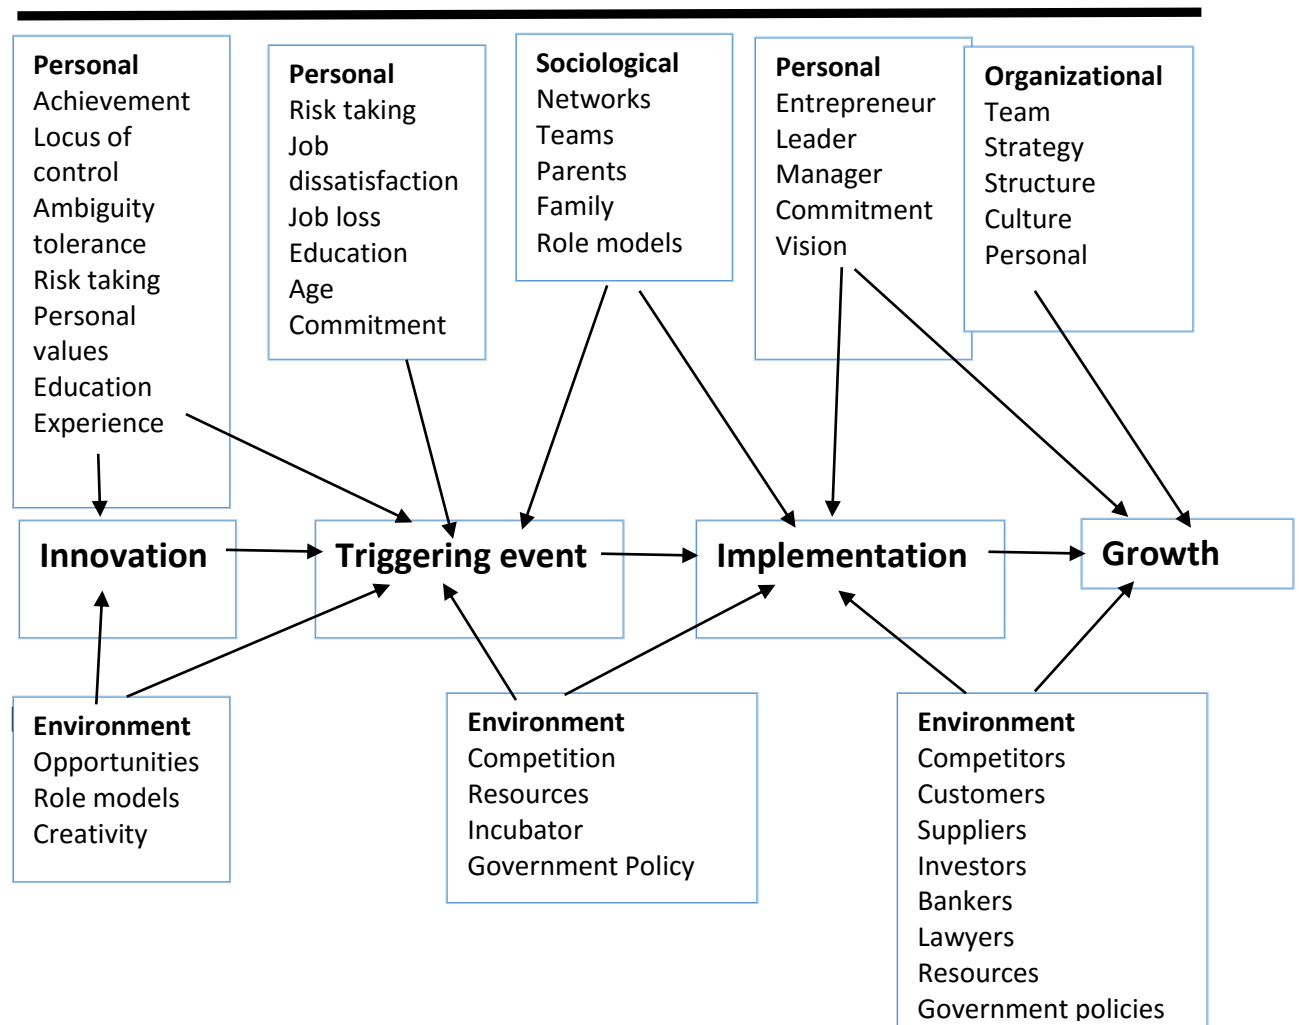 Personal
Achievement
Locus of
control
Ambiguity
tolerance
Risk taking
Personal
values
Education
Experience
Personal
Risk taking
Job
dissatisfaction
Job loss
Education
Age
Commitment
Sociological
Networks
Teams
Parents
Family
Role models
Personal
Entrepreneur
Leader
Manager
Commitment
Vision
Organizational
Team
Strategy
Structure
Culture
Personal
Innovation
Triggering event
Implementation
Growth
Environment
Opportunities
Role models
Creativity
Environment
Competition
Resources
Incubator
Government Policy
Environment
Competitors
Customers
Suppliers
Investors
Bankers
Lawyers
Resources
Government policies